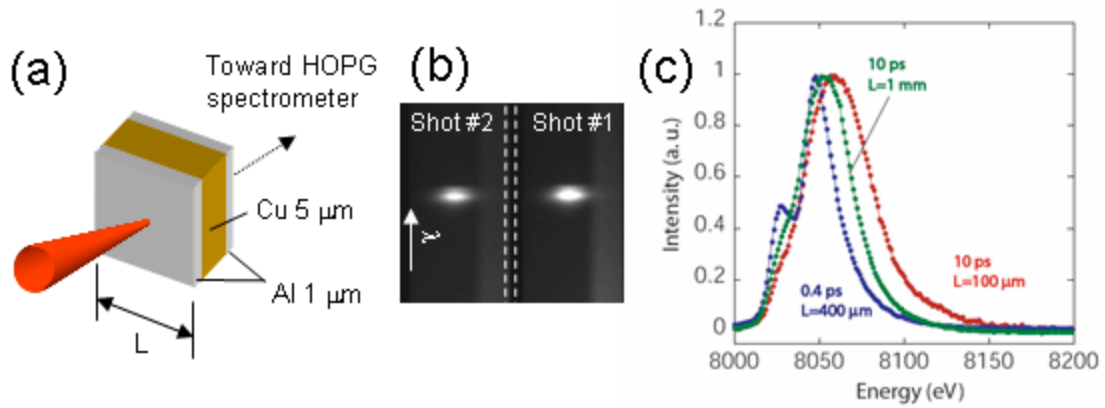 (a)
Toward HOPG
spectrometer
Cu 5 μm
Al 1 μm
L
(b)
Shot #2
Shot #1
(c)
1.2
1
0.8
0.6
0.4
0.2
0
Intensity (a.u.)
10 ps
L=1 mm
10 ps
L=100 μm
0.4 ps
L=400 μm
8000
8050
8100
8150
8200
Energy (eV)